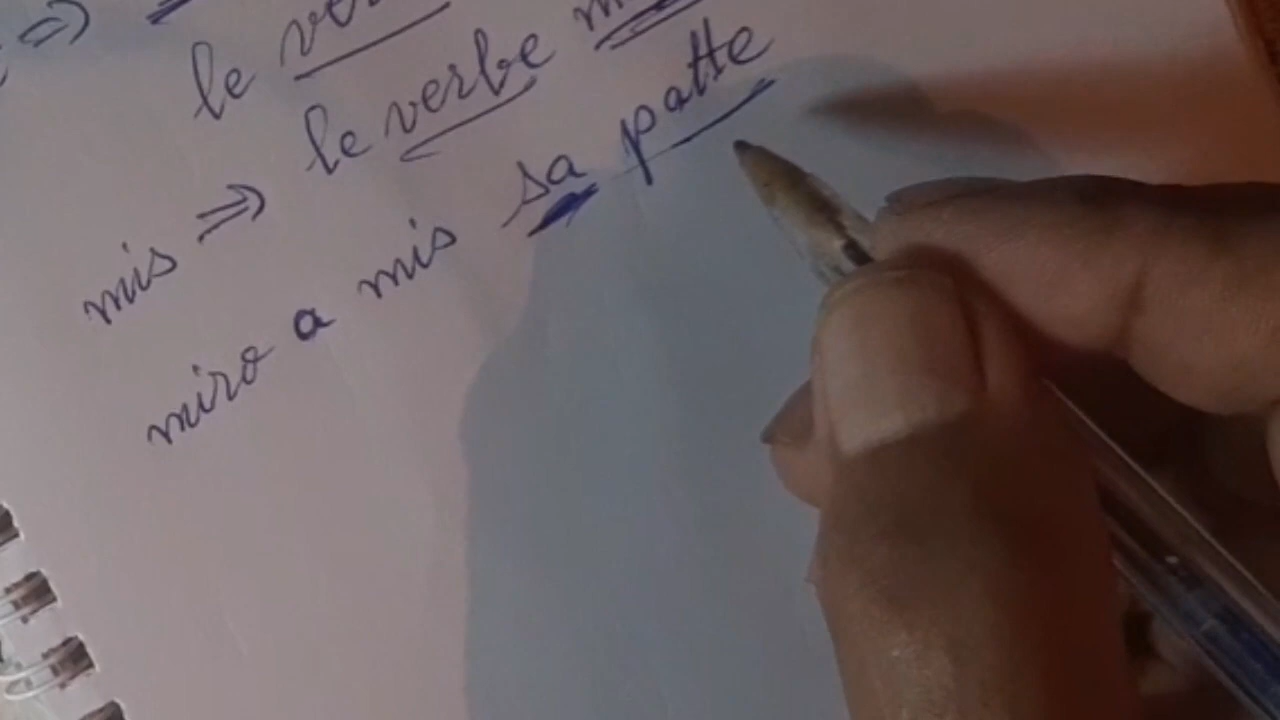 ⇒
le
mis ⇒ le verbe
miro a mis sa patte